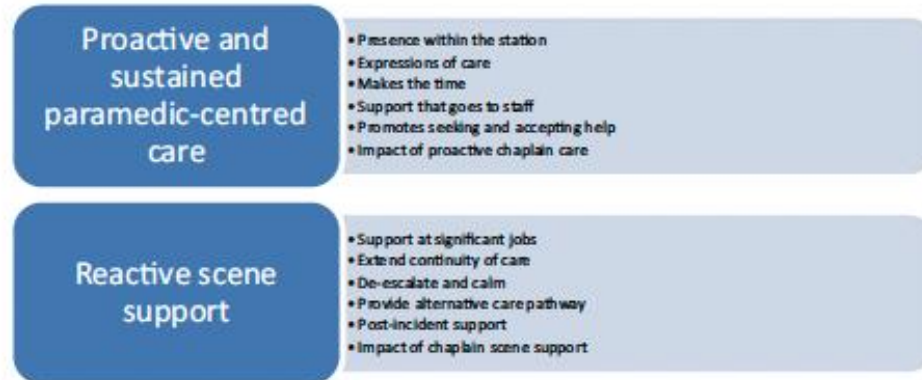 Proactive and
sustained
paramedic-centred
care
• Presence within the station
• Expressions of care
• Makes the time
• Support that goes to staff
• Promotes seeking and accepting help
• Impact of proactive chaplain care
Reactive scene
support
• Support at significant jobs
• Extend continuity of care
• De-escalate and calm
• Provide alternative care pathway
• Post-incident support
• Impact of chaplain scene support